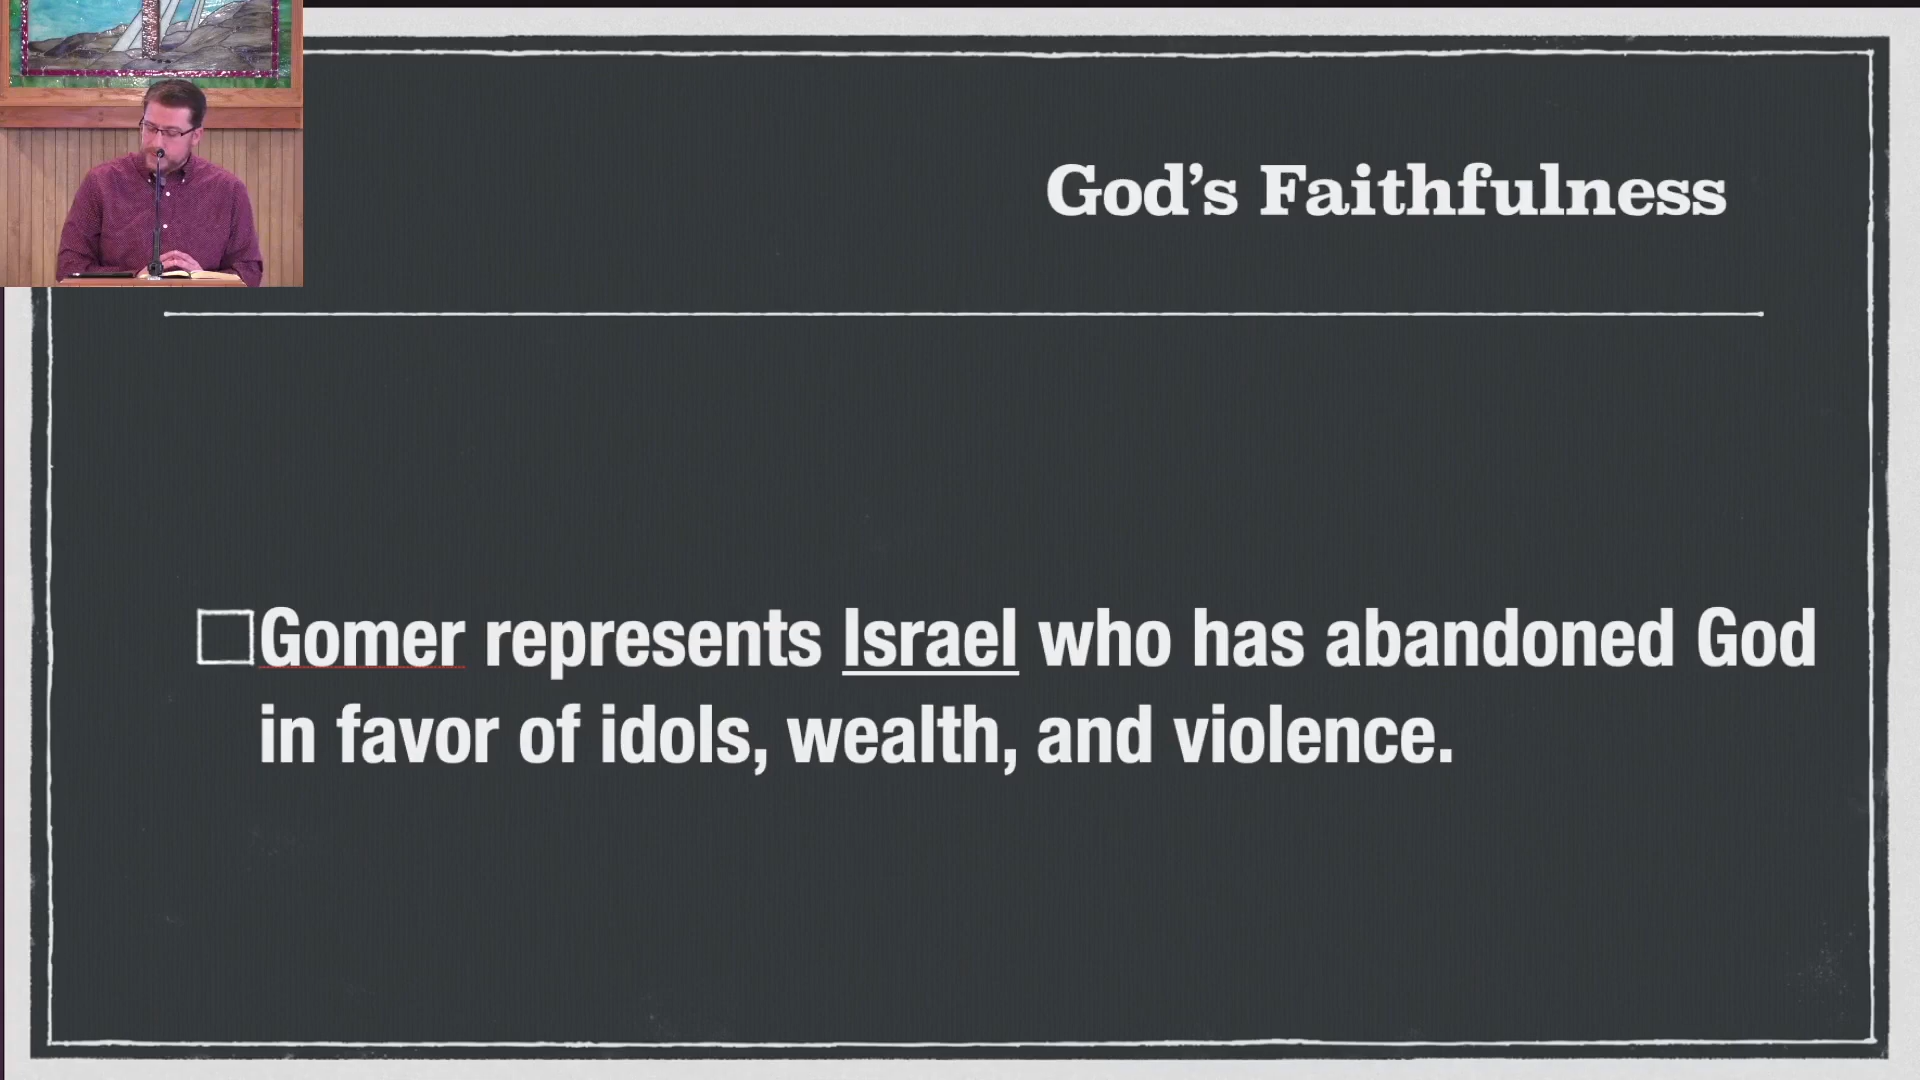 God’s Faithfulness
Gomer represents Israel who has abandoned God
in favor of idols, wealth, and violence.